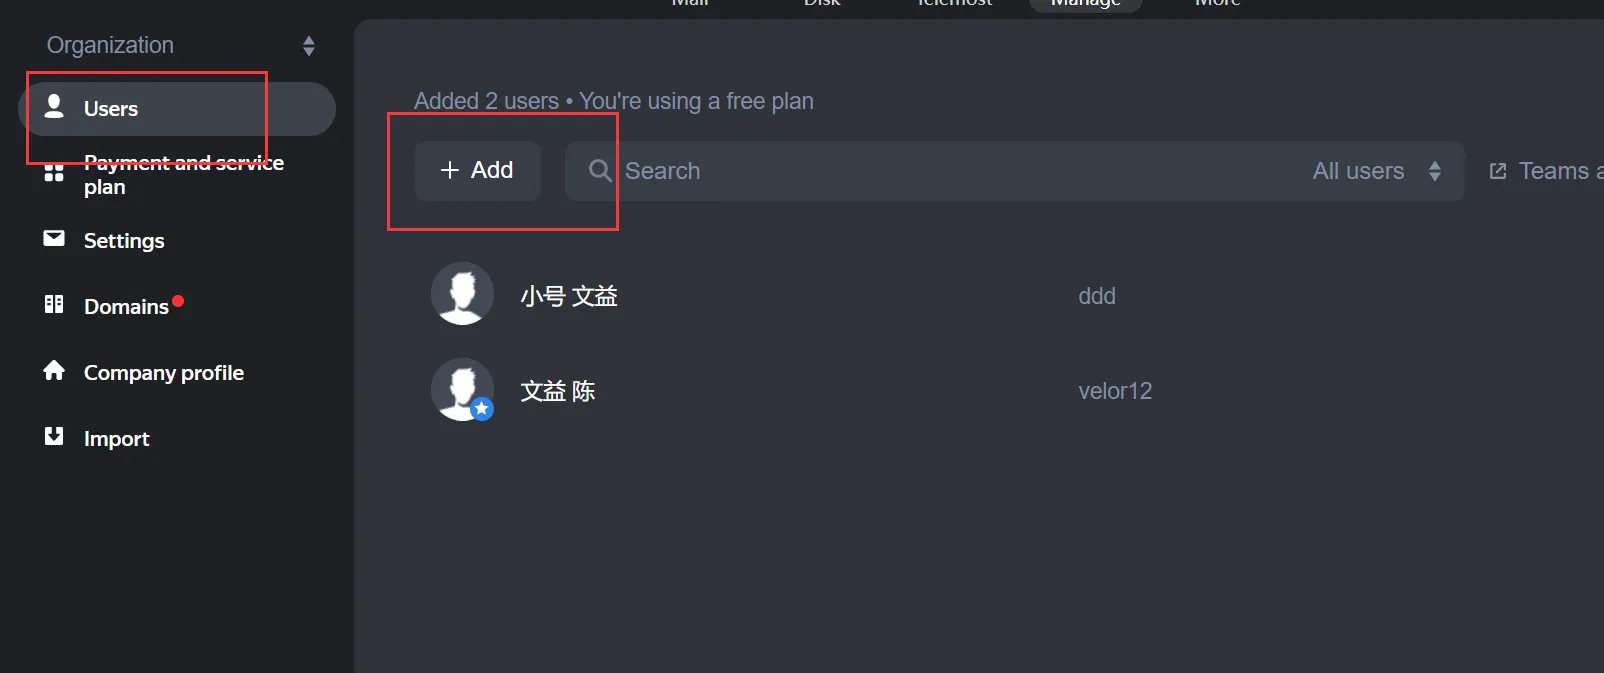 Mail Disk Telemost Manage More
Organization
Users
Payment and service
plan
Settings
Domains
Company profile
Import
Added 2 users • You're using a free plan
+ Add
Search
All users
Teams a
小号 文益
ddd
文益 陈
velor12